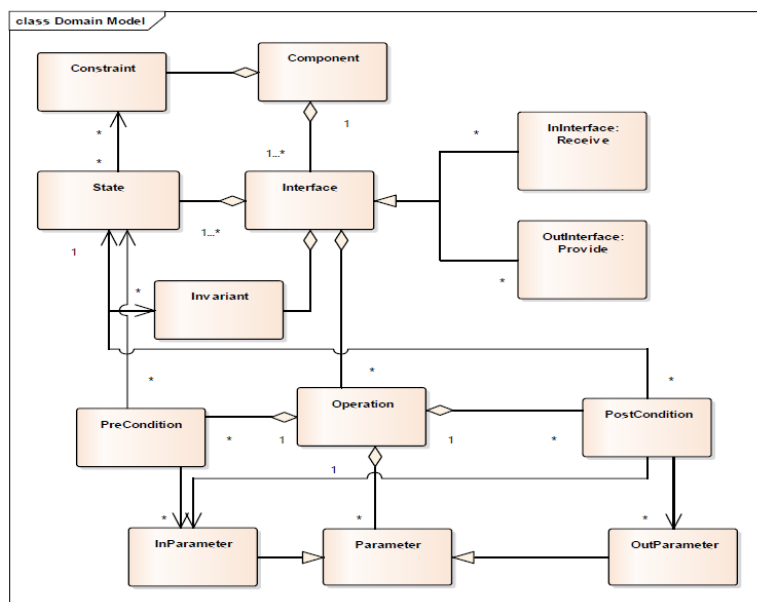 class Domain Model
Constraint
Component
*
1
1...*
*
InInterface:
Receive
*
State
Interface
1
1...*
OutInterface:
Provide
*
*
Invariant
*
*
*
PreCondition
Operation
PostCondition
*
1
1
*
1
*
*
*
InParameter
Parameter
OutParameter